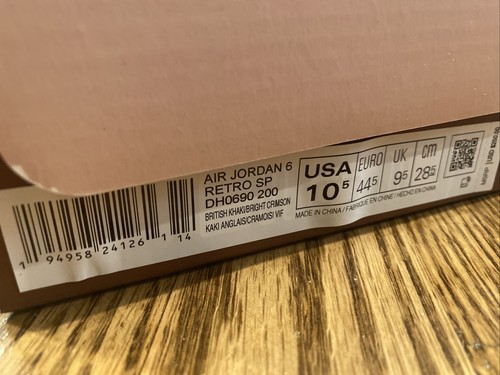 AIR JORDAN 6
RETRO SP
DH0690 200
BRITISH KHAKI/BRIGHT CRIMSON
KAKI ANGLAIS/CRAMOISI VIF
USA
10 5
EURO
44 5
UK
9 5
cm
28 5
MADE IN CHINA / FABRIQUÉ EN CHINE / HECHO EN CHINA
1 94958 24126 1 14
MSRP (USD)